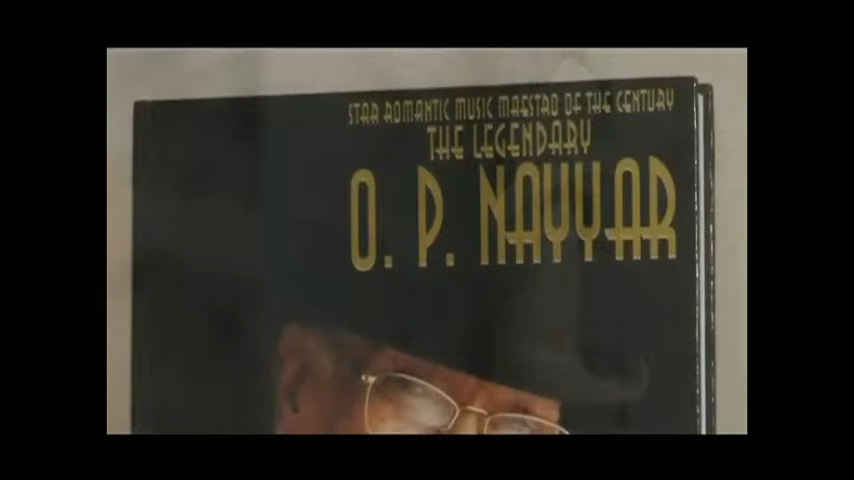 STAR ROMANTIC MUSIC MAESTRO OF THE CENTURY
THE LEGENDARY
O. P. NAYYAR